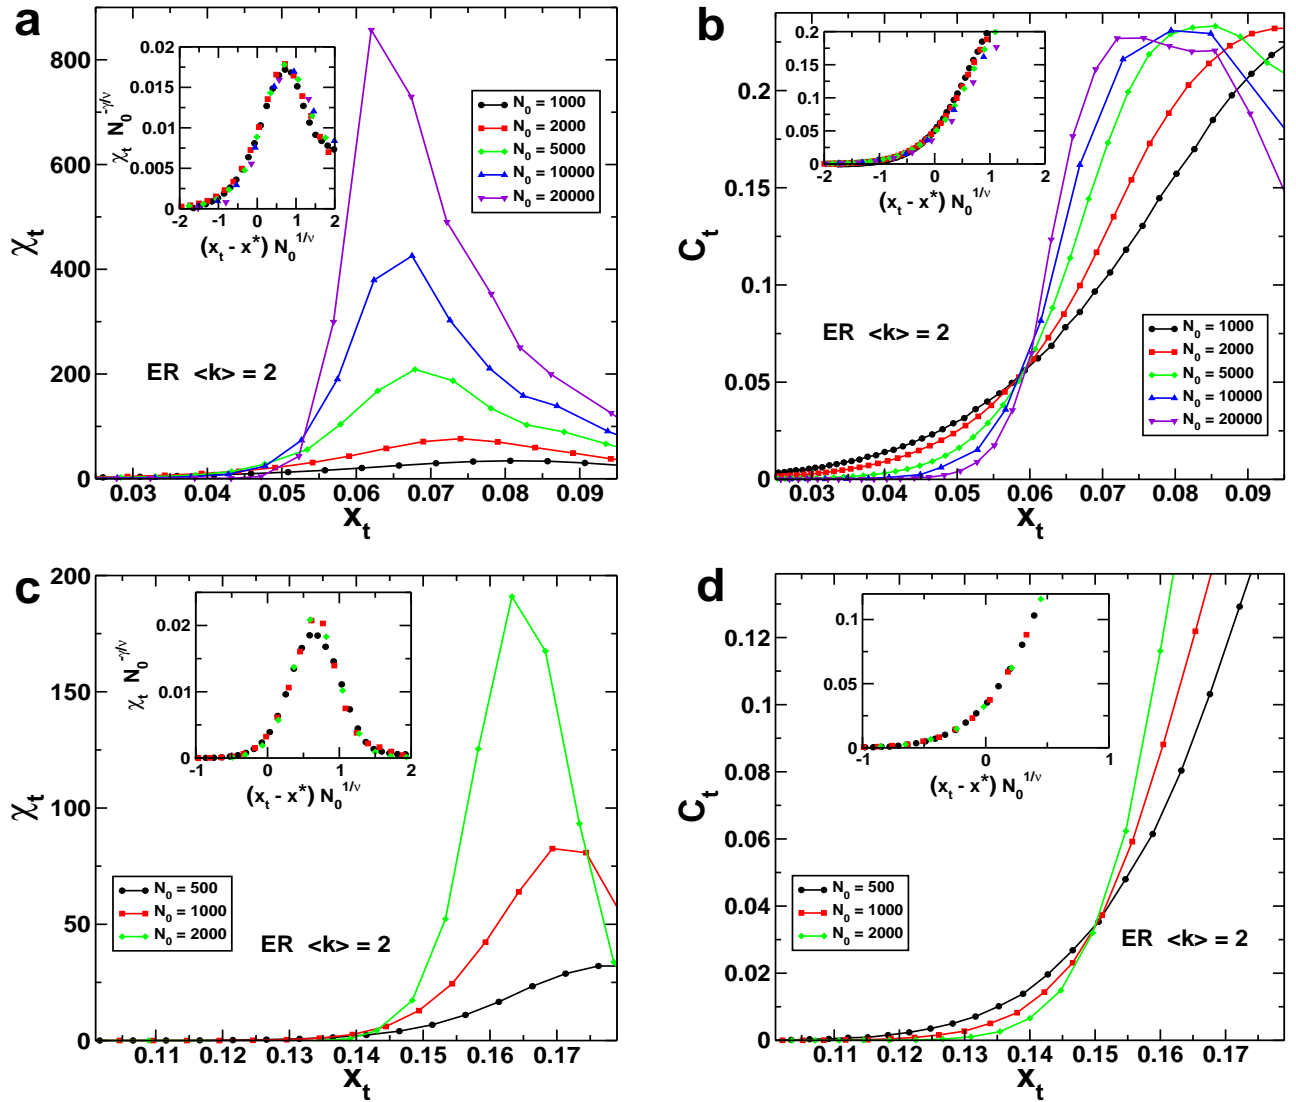 a
χt
900
800
600
400
200
0
0.03 0.04 0.05 0.06 0.07 0.08 0.09
xt
ER <k> = 2
N0 = 1000
N0 = 2000
N0 = 5000
N0 = 10000
N0 = 20000
χt N0^-γ/ν
0.02
0.015
0.01
0.005
0
-2 -1 0 1 2
(xt - x*) N0^1/ν
b
Ct
0.2
0.15
0.1
0.05
0
0.03 0.04 0.05 0.06 0.07 0.08 0.09
xt
ER <k> = 2
N0 = 1000
N0 = 2000
N0 = 5000
N0 = 10000
N0 = 20000
0.20
0.15
0.10
0.05
0
-2 -1 0 1 2
(xt - x*) N0^1/ν
c
χt
200
150
100
50
0
0.11 0.12 0.13 0.14 0.15 0.16 0.17
xt
ER <k> = 2
N0 = 500
N0 = 1000
N0 = 2000
χt N0^-γ/ν
0.02
0.01
0
-1 0 1 2
(xt - x*) N0^1/ν
d
Ct
0.12
0.1
0.08
0.06
0.04
0.02
0
0.11 0.12 0.13 0.14 0.15 0.16 0.17
xt
ER <k> = 2
N0 = 500
N0 = 1000
N0 = 2000
0.1
0.05
0
-1 0 1
(xt - x*) N0^1/ν